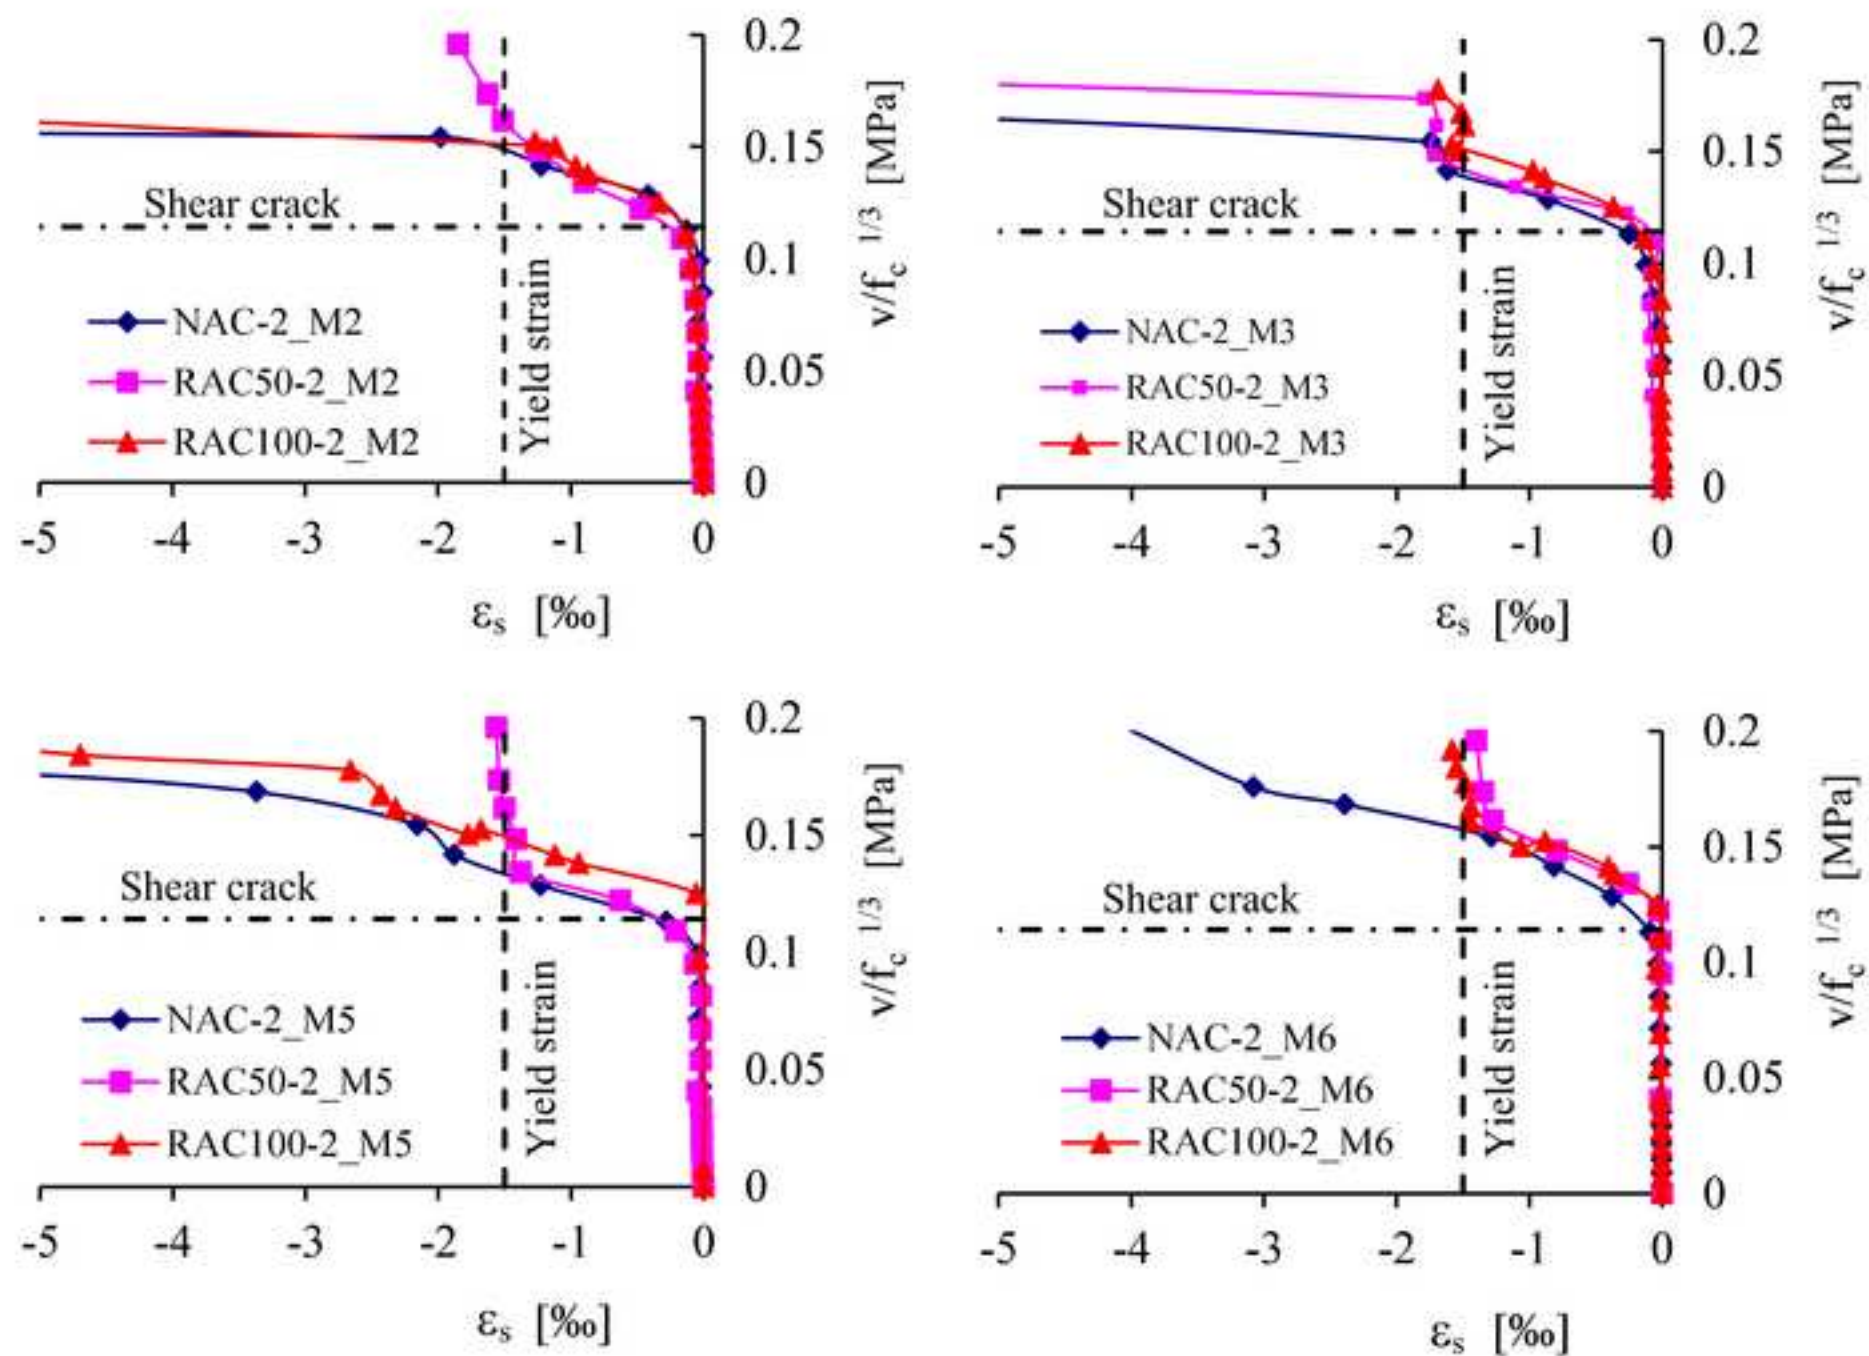 0.2
0.15
0.1
0.05
0
v/f_c^1/3 [MPa]
Shear crack
Yield strain
NAC-2_M2
RAC50-2_M2
RAC100-2_M2
-5 -4 -3 -2 -1 0
ε_s [‰]
0.2
0.15
0.1
0.05
0
v/f_c^1/3 [MPa]
Shear crack
Yield strain
NAC-2_M3
RAC50-2_M3
RAC100-2_M3
-5 -4 -3 -2 -1 0
ε_s [‰]
0.2
0.15
0.1
0.05
0
v/f_c^1/3 [MPa]
Shear crack
Yield strain
NAC-2_M5
RAC50-2_M5
RAC100-2_M5
-5 -4 -3 -2 -1 0
ε_s [‰]
0.2
0.15
0.1
0.05
0
v/f_c^1/3 [MPa]
Shear crack
Yield strain
NAC-2_M6
RAC50-2_M6
RAC100-2_M6
-5 -4 -3 -2 -1 0
ε_s [‰]